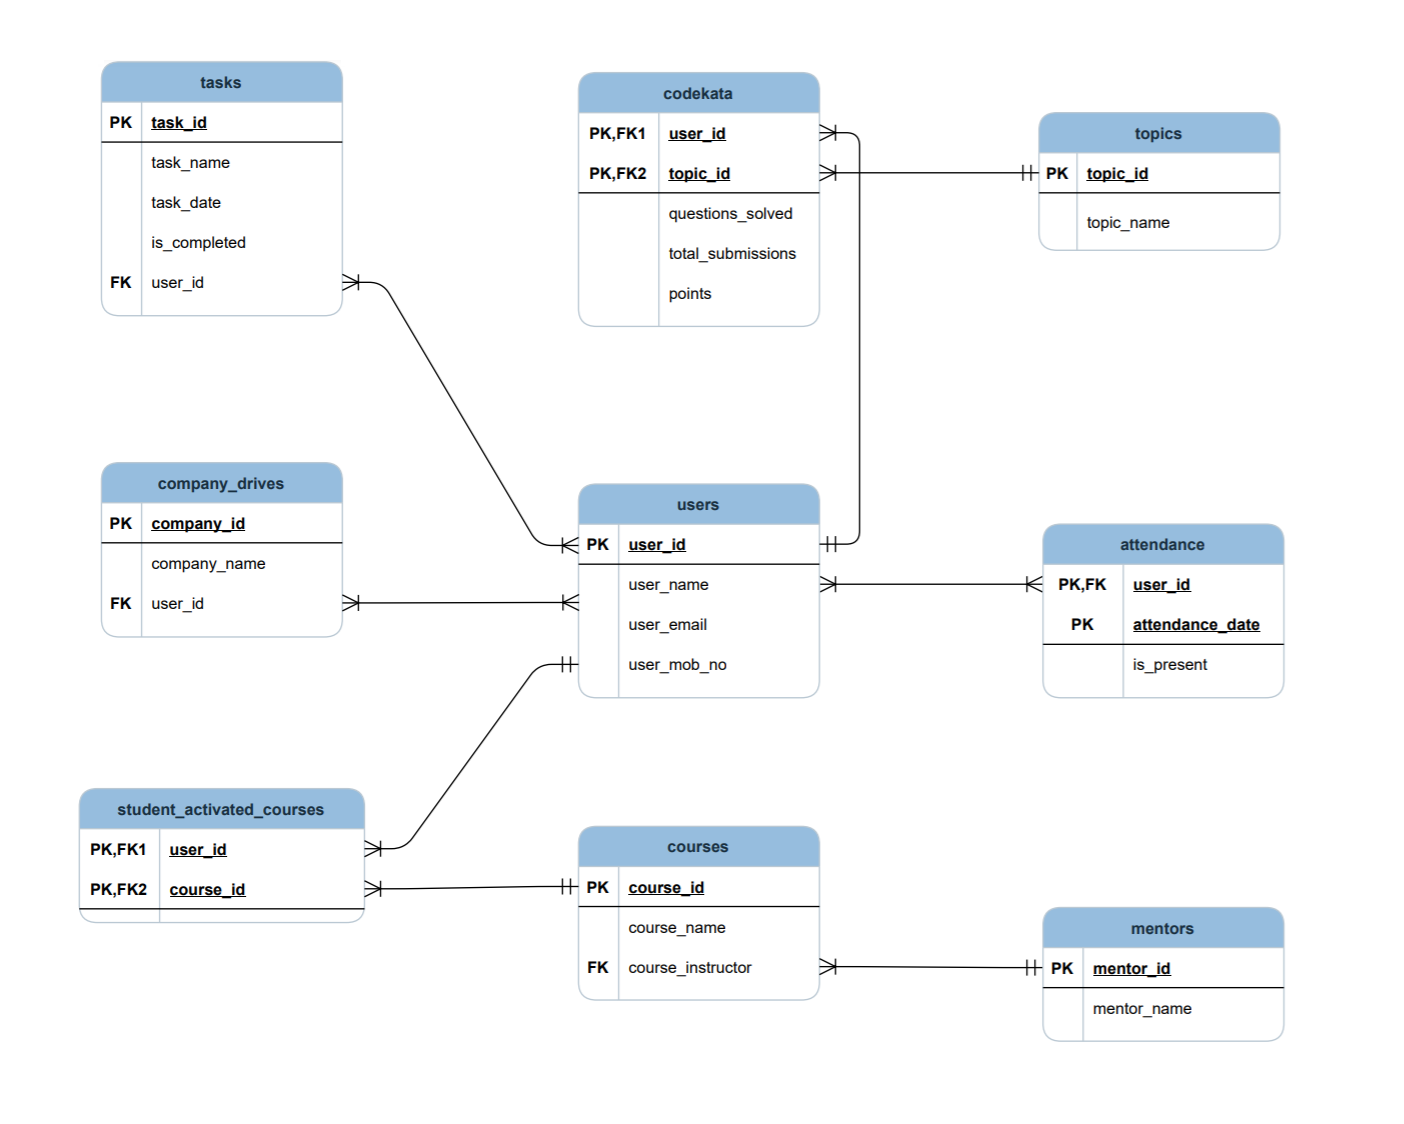 tasks
PK task_id
task_name
task_date
is_completed
FK user_id
codekata
PK,FK1 user_id
PK,FK2 topic_id
questions_solved
total_submissions
points
topics
PK topic_id
topic_name
company_drives
PK company_id
company_name
FK user_id
users
PK user_id
user_name
user_email
user_mob_no
attendance
PK,FK user_id
PK attendance_date
is_present
student_activated_courses
PK,FK1 user_id
PK,FK2 course_id
courses
PK course_id
course_name
FK course_instructor
mentors
PK mentor_id
mentor_name